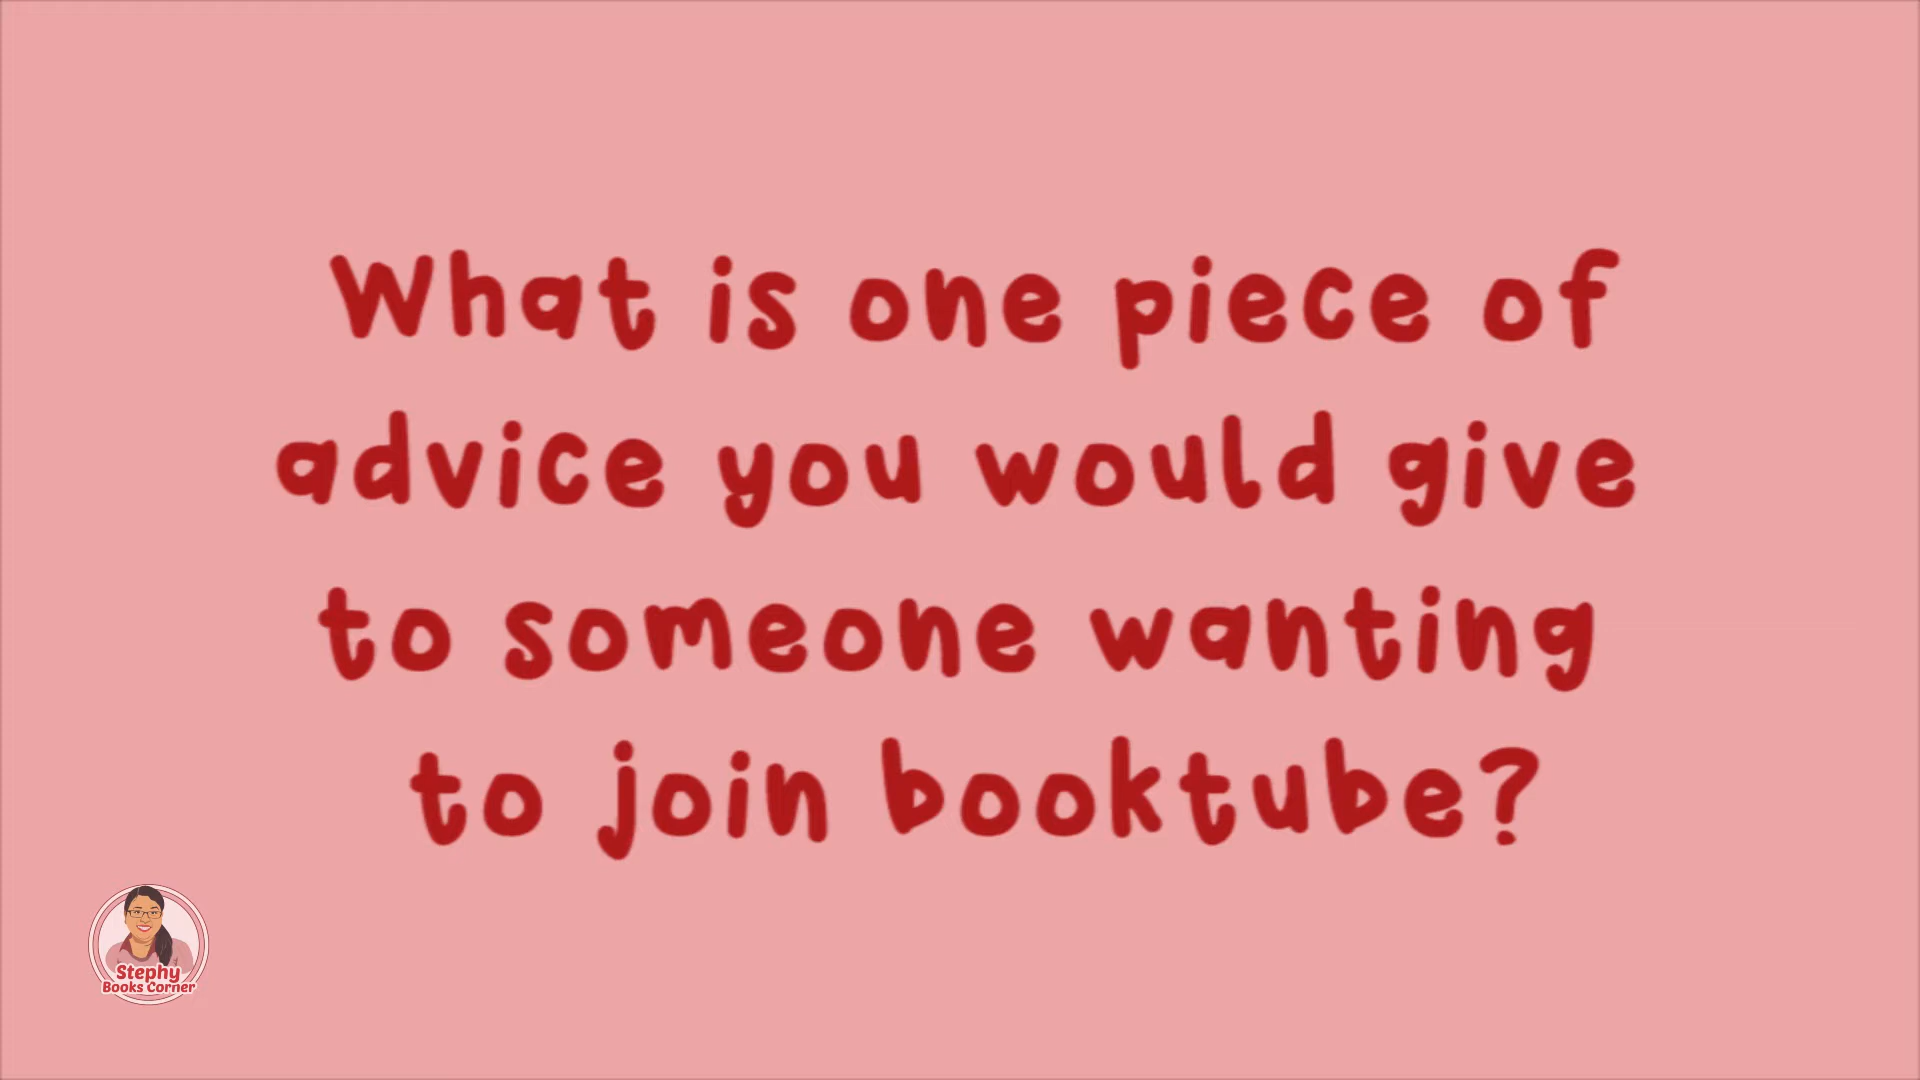 What is one piece of
advice you would give
to someone wanting
to join booktube?
Stephy
Books Corner